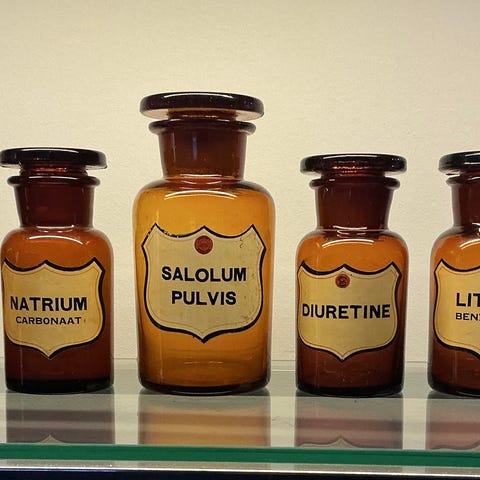 NATRIUM
CARBONAAT
SALOLUM
PULVIS
DIURETINE
LIT
BEN